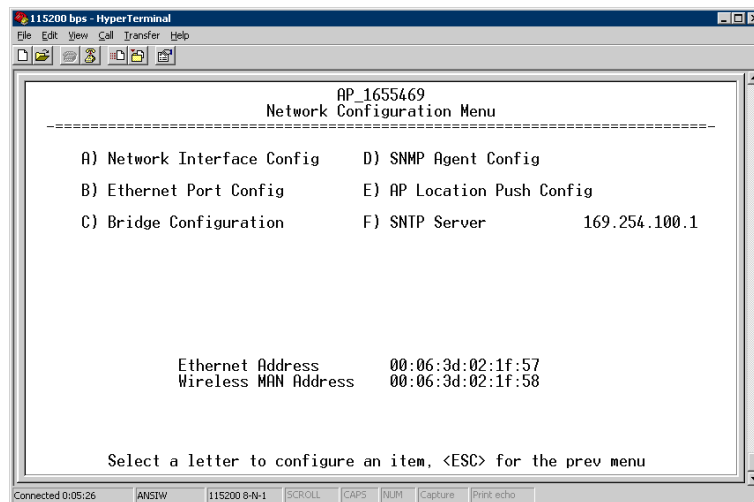 115200 bps - HyperTerminal
File Edit View Call Transfer Help
AP_1655469
Network Configuration Menu
-==========================================================================-
A) Network Interface Config D) SNMP Agent Config
B) Ethernet Port Config E) AP Location Push Config
C) Bridge Configuration F) SNTP Server 169.254.100.1
Ethernet Address 00:06:3d:02:1f:57
Wireless MAN Address 00:06:3d:02:1f:58
Select a letter to configure an item, <ESC> for the prev menu
Connected 0:05:26 ANSIW 115200 8-N-1 SCROLL CAPS NUM Capture Print echo